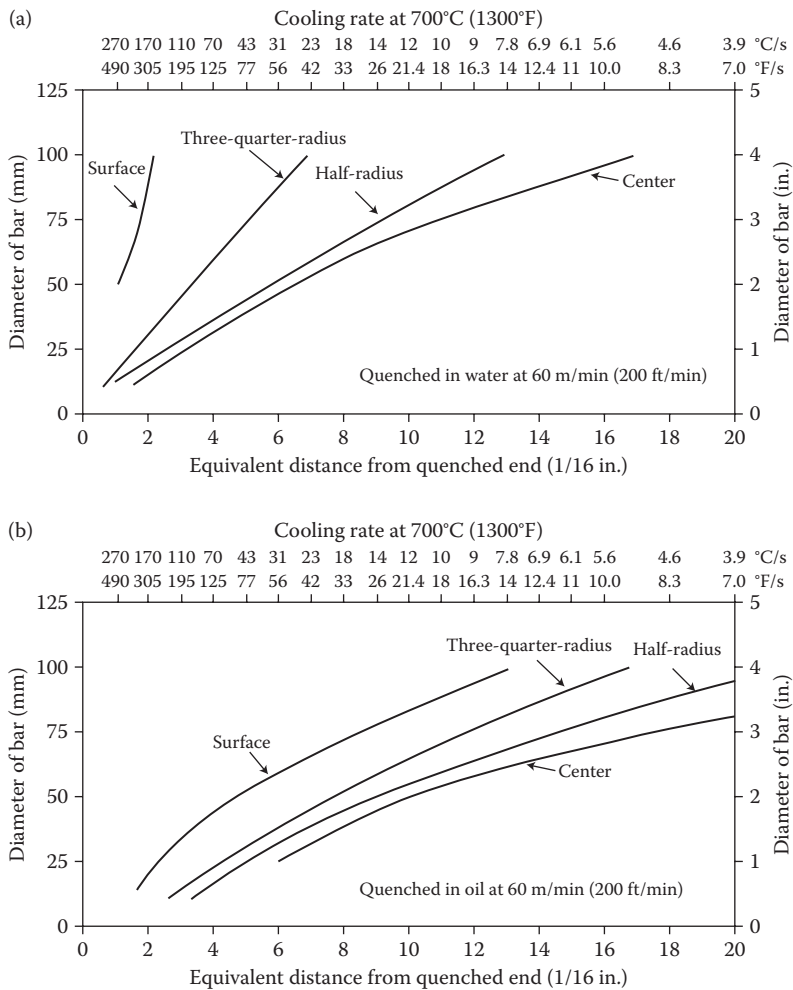 (a)
Cooling rate at 700°C (1300°F)
270 170 110 70 43 31 23 18 14 12 10 9 7.8 6.9 6.1 5.6 4.6 3.9 °C/s
490 305 195 125 77 56 42 33 26 21.4 18 16.3 14 12.4 11 10.0 8.3 7.0 °F/s
125 5
Three-quarter-radius
100 4
Surface
Half-radius
Center
75 3
Diameter of bar (mm)
Diameter of bar (in.)
50 2
25 1
Quenched in water at 60 m/min (200 ft/min)
0 0
0 2 4 6 8 10 12 14 16 18 20
Equivalent distance from quenched end (1/16 in.)
(b)
Cooling rate at 700°C (1300°F)
270 170 110 70 43 31 23 18 14 12 10 9 7.8 6.9 6.1 5.6 4.6 3.9 °C/s
490 305 195 125 77 56 42 33 26 21.4 18 16.3 14 12.4 11 10.0 8.3 7.0 °F/s
125 5
Three-quarter-radius
Half-radius
100 4
Surface
75 3
Center
Diameter of bar (mm)
Diameter of bar (in.)
50 2
25 1
Quenched in oil at 60 m/min (200 ft/min)
0 0
0 2 4 6 8 10 12 14 16 18 20
Equivalent distance from quenched end (1/16 in.)